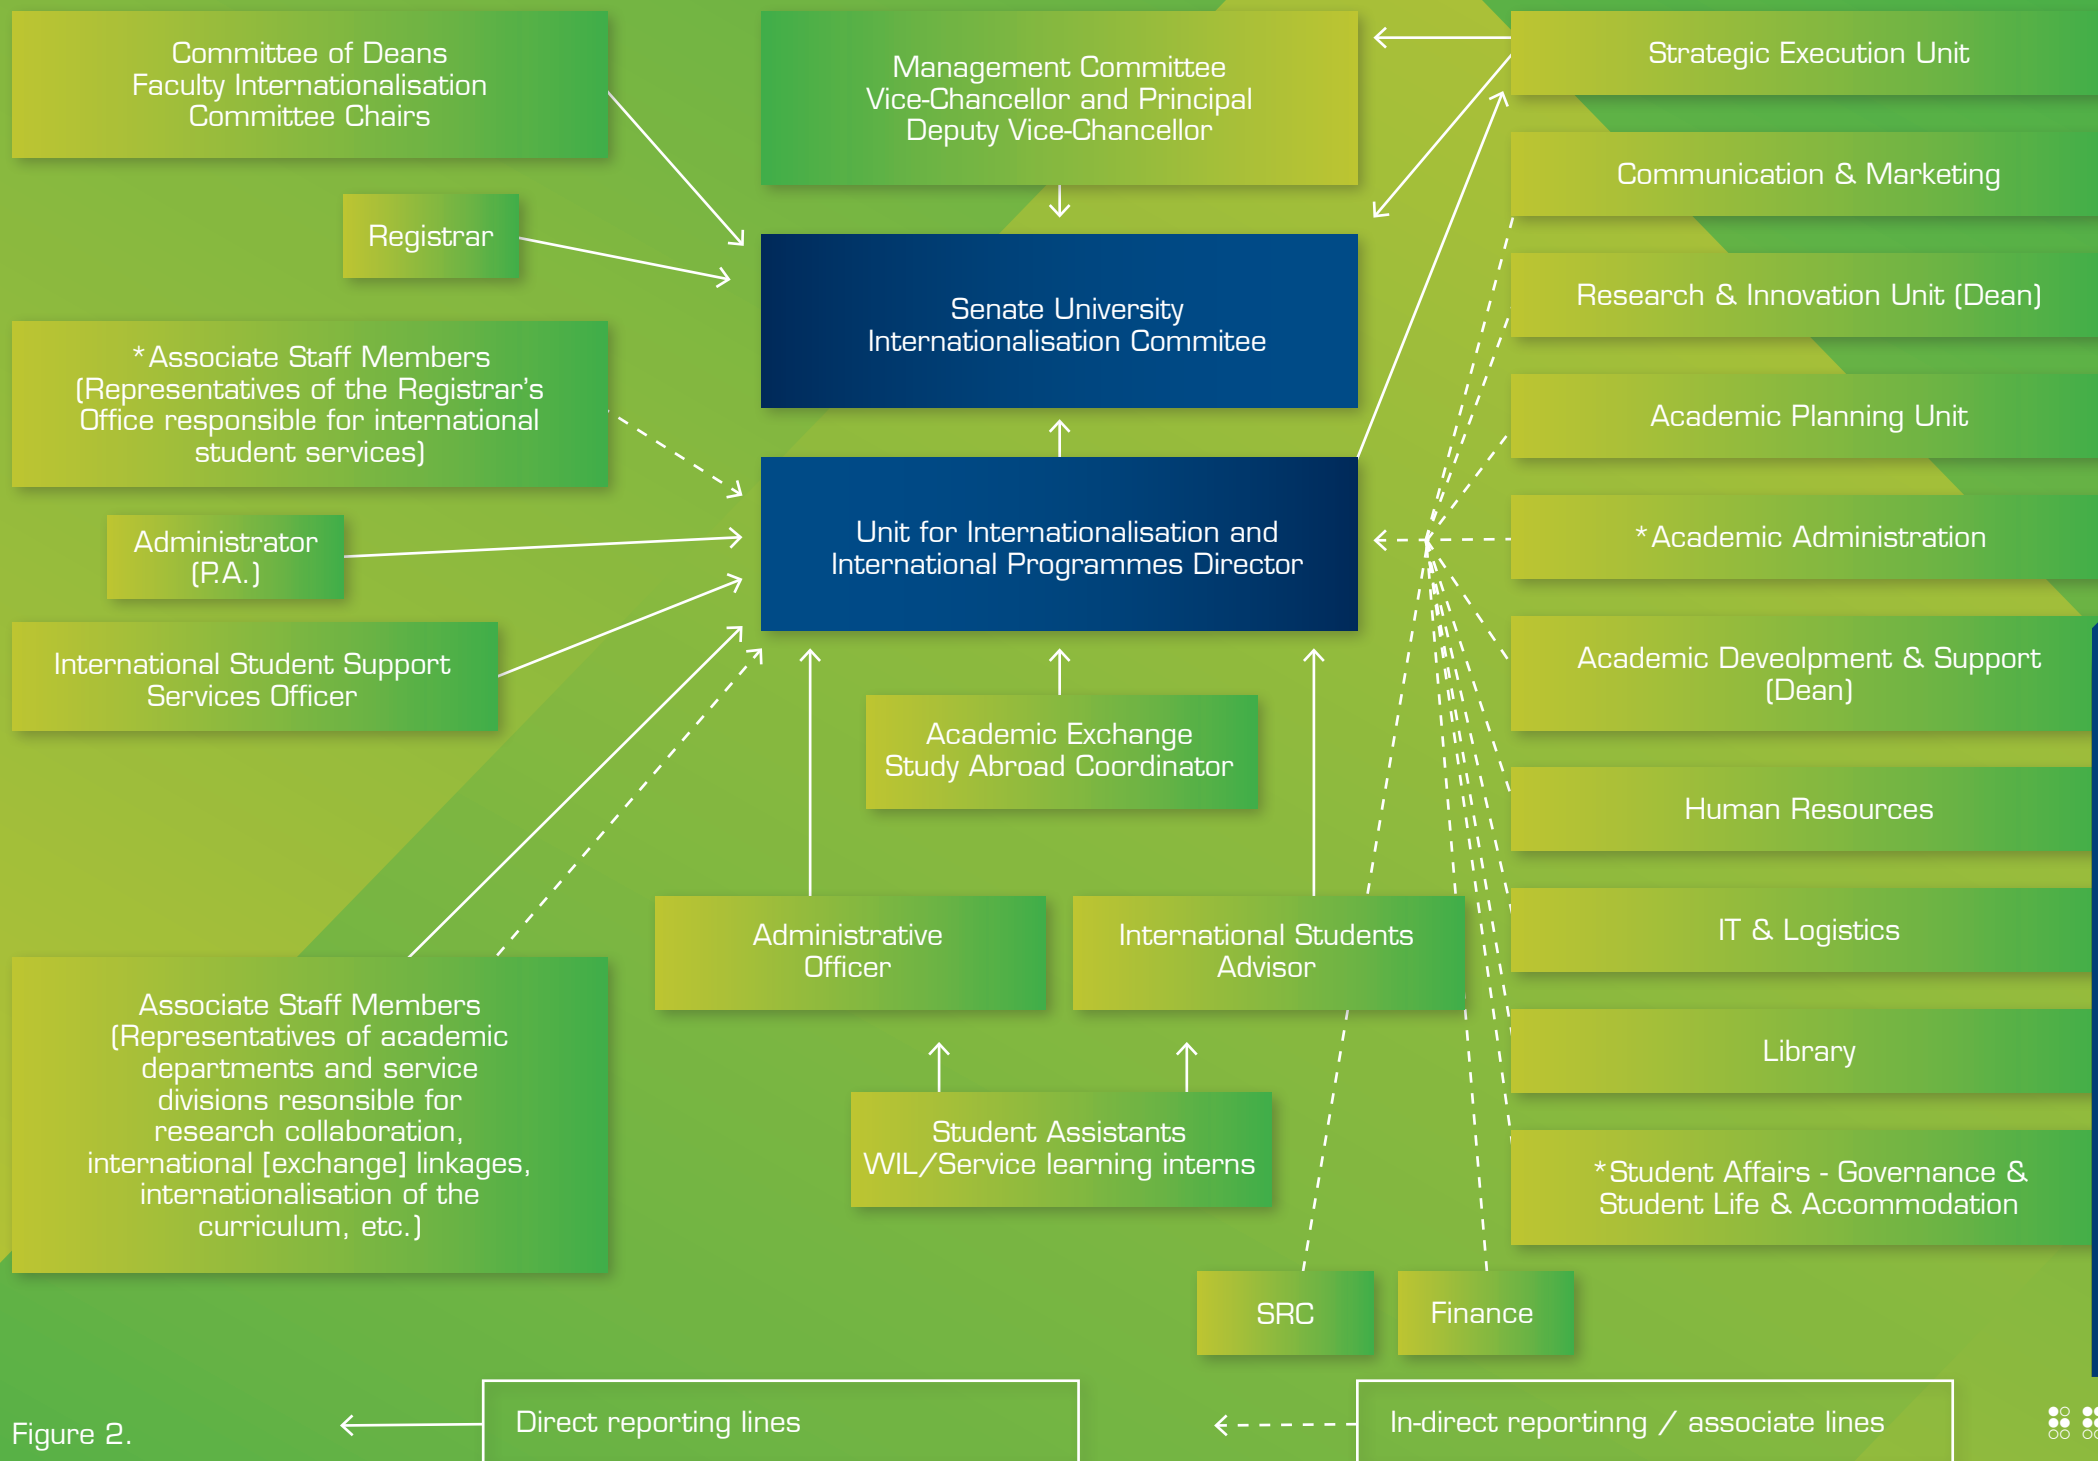 Committee of Deans
Faculty Internationalisation
Committee Chairs
Management Committee
Vice-Chancellor and Principal
Deputy Vice-Chancellor
Strategic Execution Unit
Communication & Marketing
Registrar
Research & Innovation Unit (Dean)
Senate University
Internationalisation Commitee
*Associate Staff Members
(Representatives of the Registrar's
Office responsible for international
student services)
Academic Planning Unit
Unit for Internationalisation and
International Programmes Director
*Academic Administration
Administrator
(P.A.)
International Student Support
Services Officer
Academic Deveolpment & Support
(Dean)
Academic Exchange
Study Abroad Coordinator
Human Resources
Administrative
Officer
International Students
Advisor
IT & Logistics
Associate Staff Members
(Representatives of academic
departments and service
divisions resonsible for
research collaboration,
international [exchange] linkages,
internationalisation of the
curriculum, etc.)
Library
Student Assistants
WIL/Service learning interns
*Student Affairs - Governance &
Student Life & Accommodation
SRC
Finance
Figure 2.
Direct reporting lines
In-direct reportinng / associate lines